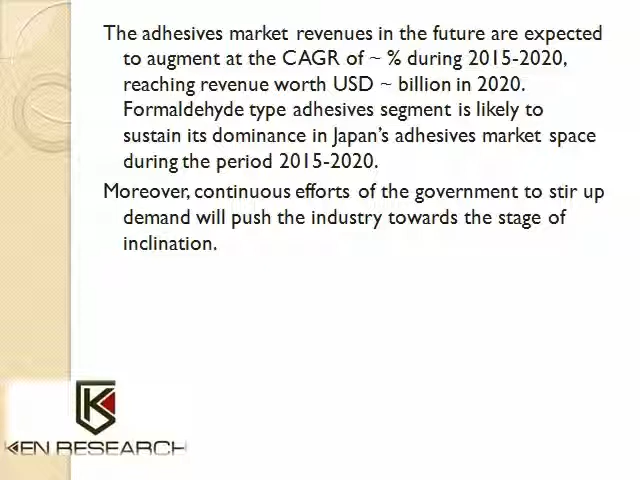 The adhesives market revenues in the future are expected
to augment at the CAGR of ~ % during 2015-2020,
reaching revenue worth USD ~ billion in 2020.
Formaldehyde type adhesives segment is likely to
sustain its dominance in Japan's adhesives market space
during the period 2015-2020.
Moreover, continuous efforts of the government to stir up
demand will push the industry towards the stage of
inclination.
KEN RESEARCH